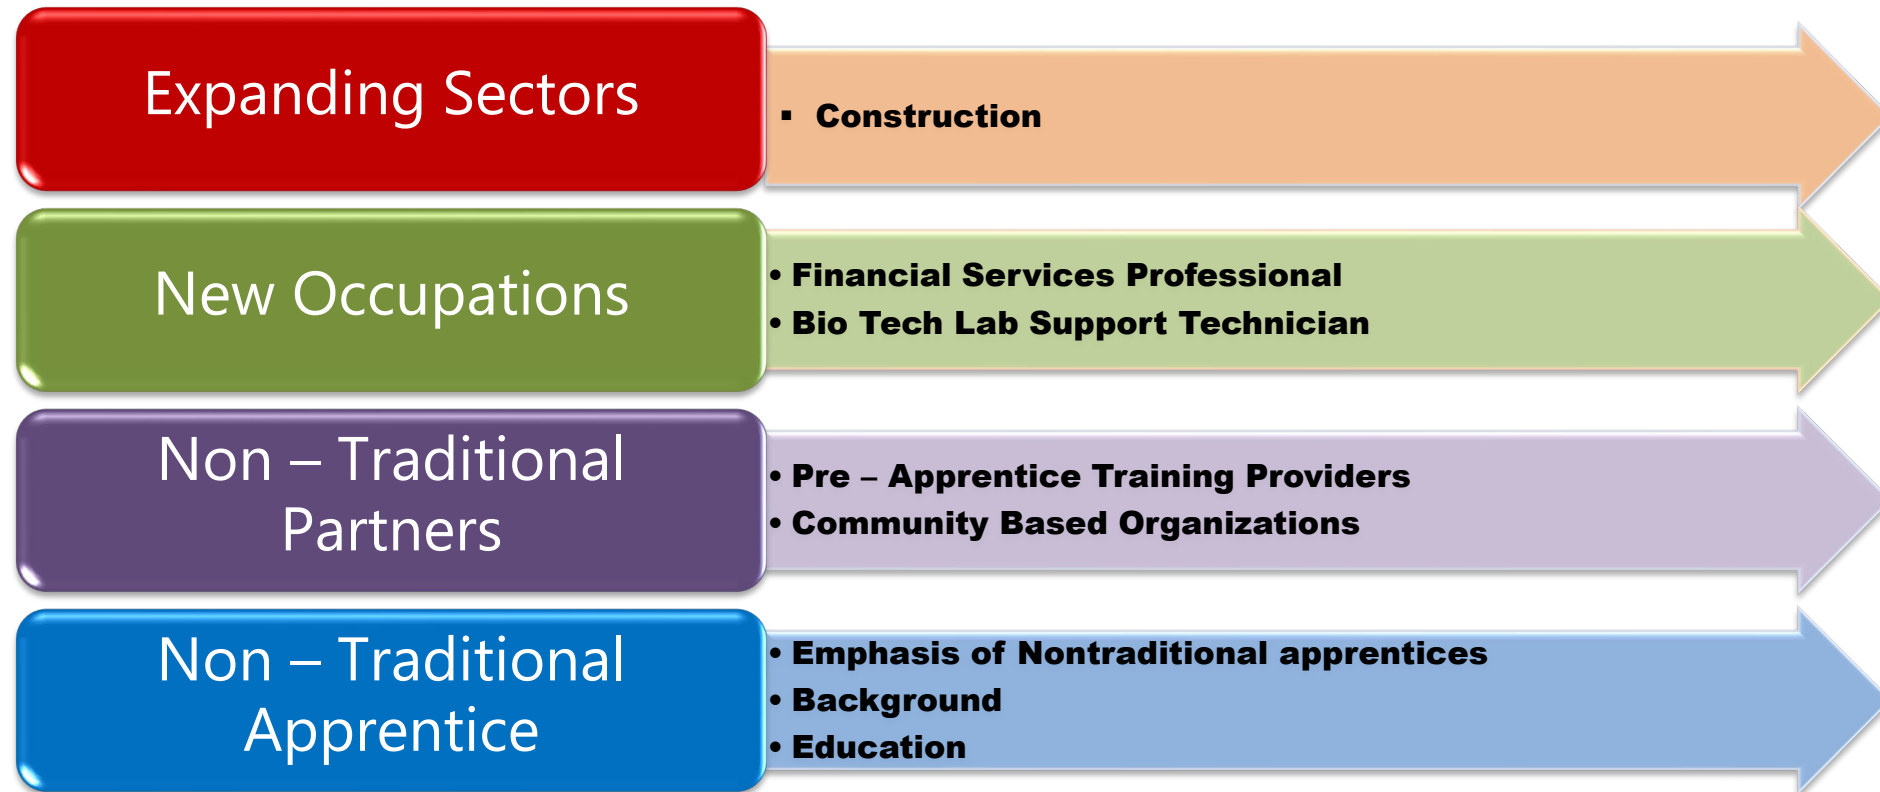 Expanding Sectors
▪ Construction
New Occupations
• Financial Services Professional
• Bio Tech Lab Support Technician
Non – Traditional
Partners
• Pre – Apprentice Training Providers
• Community Based Organizations
Non – Traditional
Apprentice
• Emphasis of Nontraditional apprentices
• Background
• Education